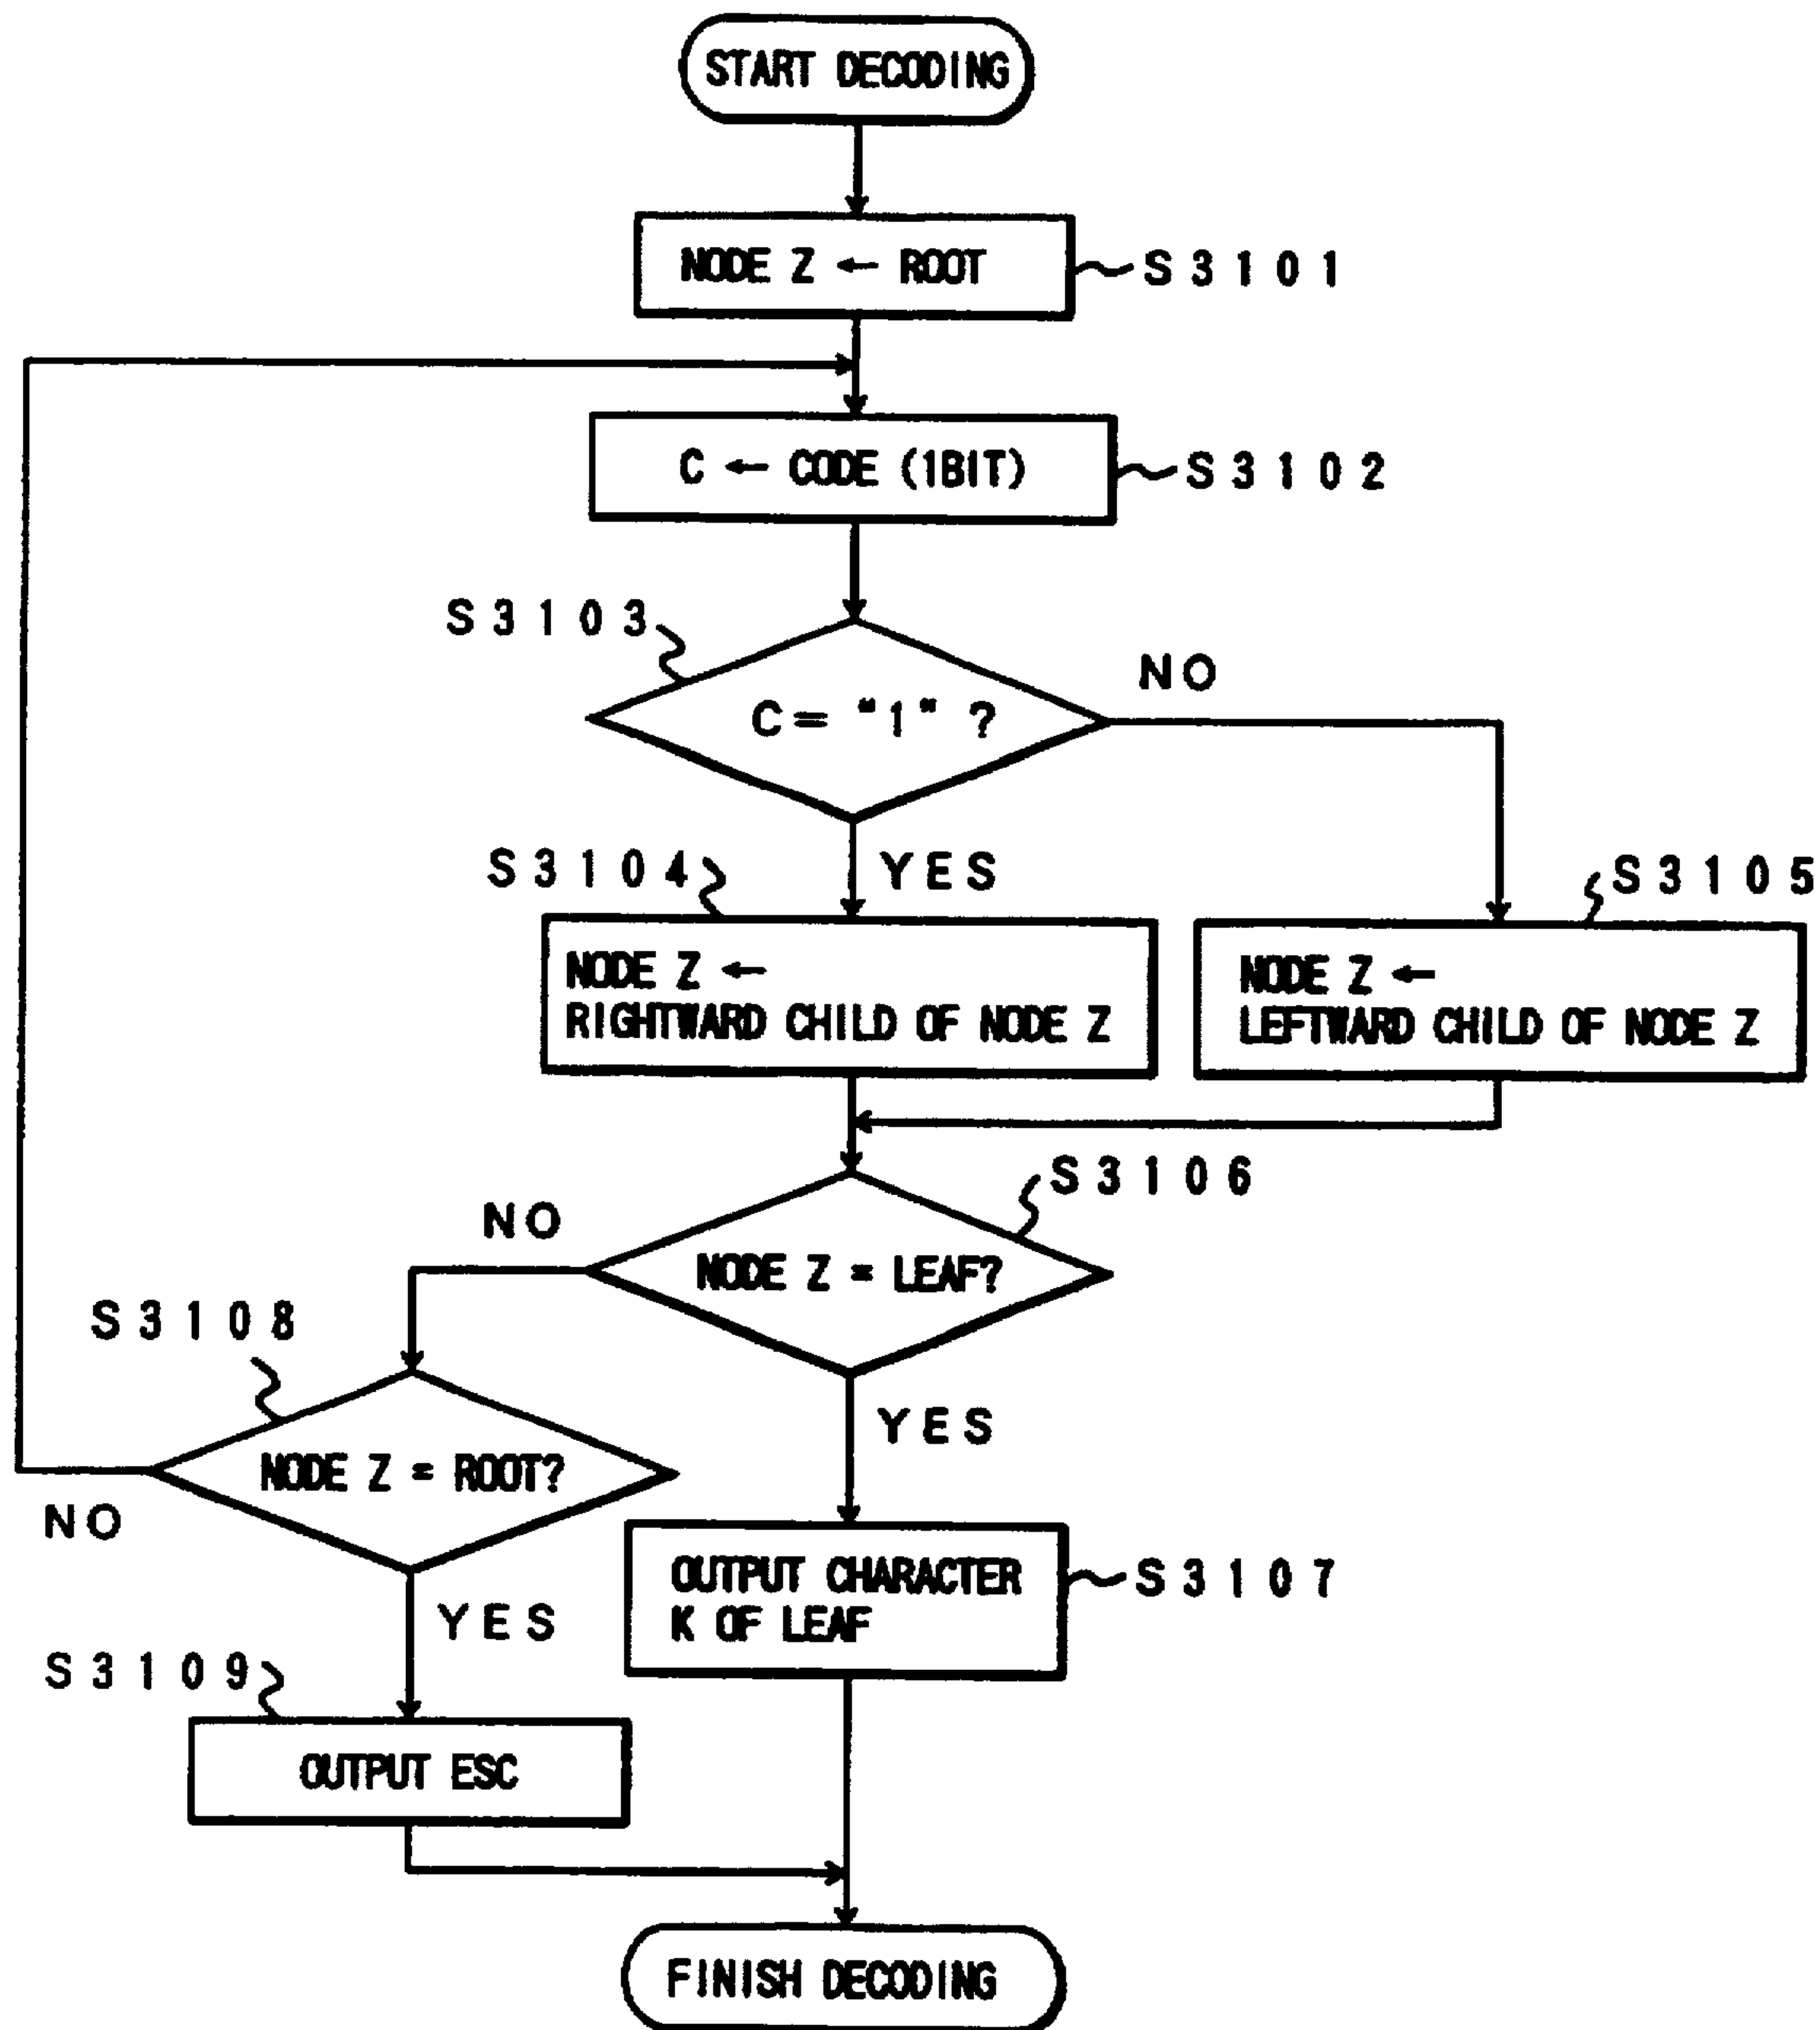 START DECODING
NODE Z ← ROOT
S3101
C ← CODE (1BIT)
S3102
S3103
C = "1" ?
NO
YES
S3104
NODE Z ←
RIGHTWARD CHILD OF NODE Z
S3105
NODE Z ←
LEFTWARD CHILD OF NODE Z
S3106
NODE Z = LEAF?
NO
YES
S3108
NODE Z = ROOT?
NO
YES
OUTPUT CHARACTER
K OF LEAF
S3107
S3109
OUTPUT ESC
FINISH DECODING